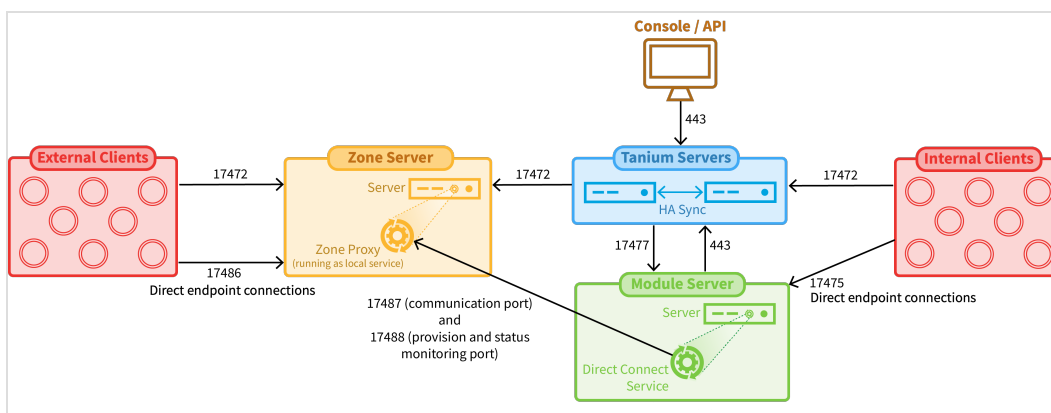 Console / API
443
External Clients
Zone Server
Tanium Servers
Internal Clients
17472
Server
17472
17472
HA Sync
Zone Proxy
(running as local service)
17486
Direct endpoint connections
17477
443
17475
Direct endpoint connections
Module Server
Server
17487 (communication port)
and
17488 (provision and status
monitoring port)
Direct Connect
Service